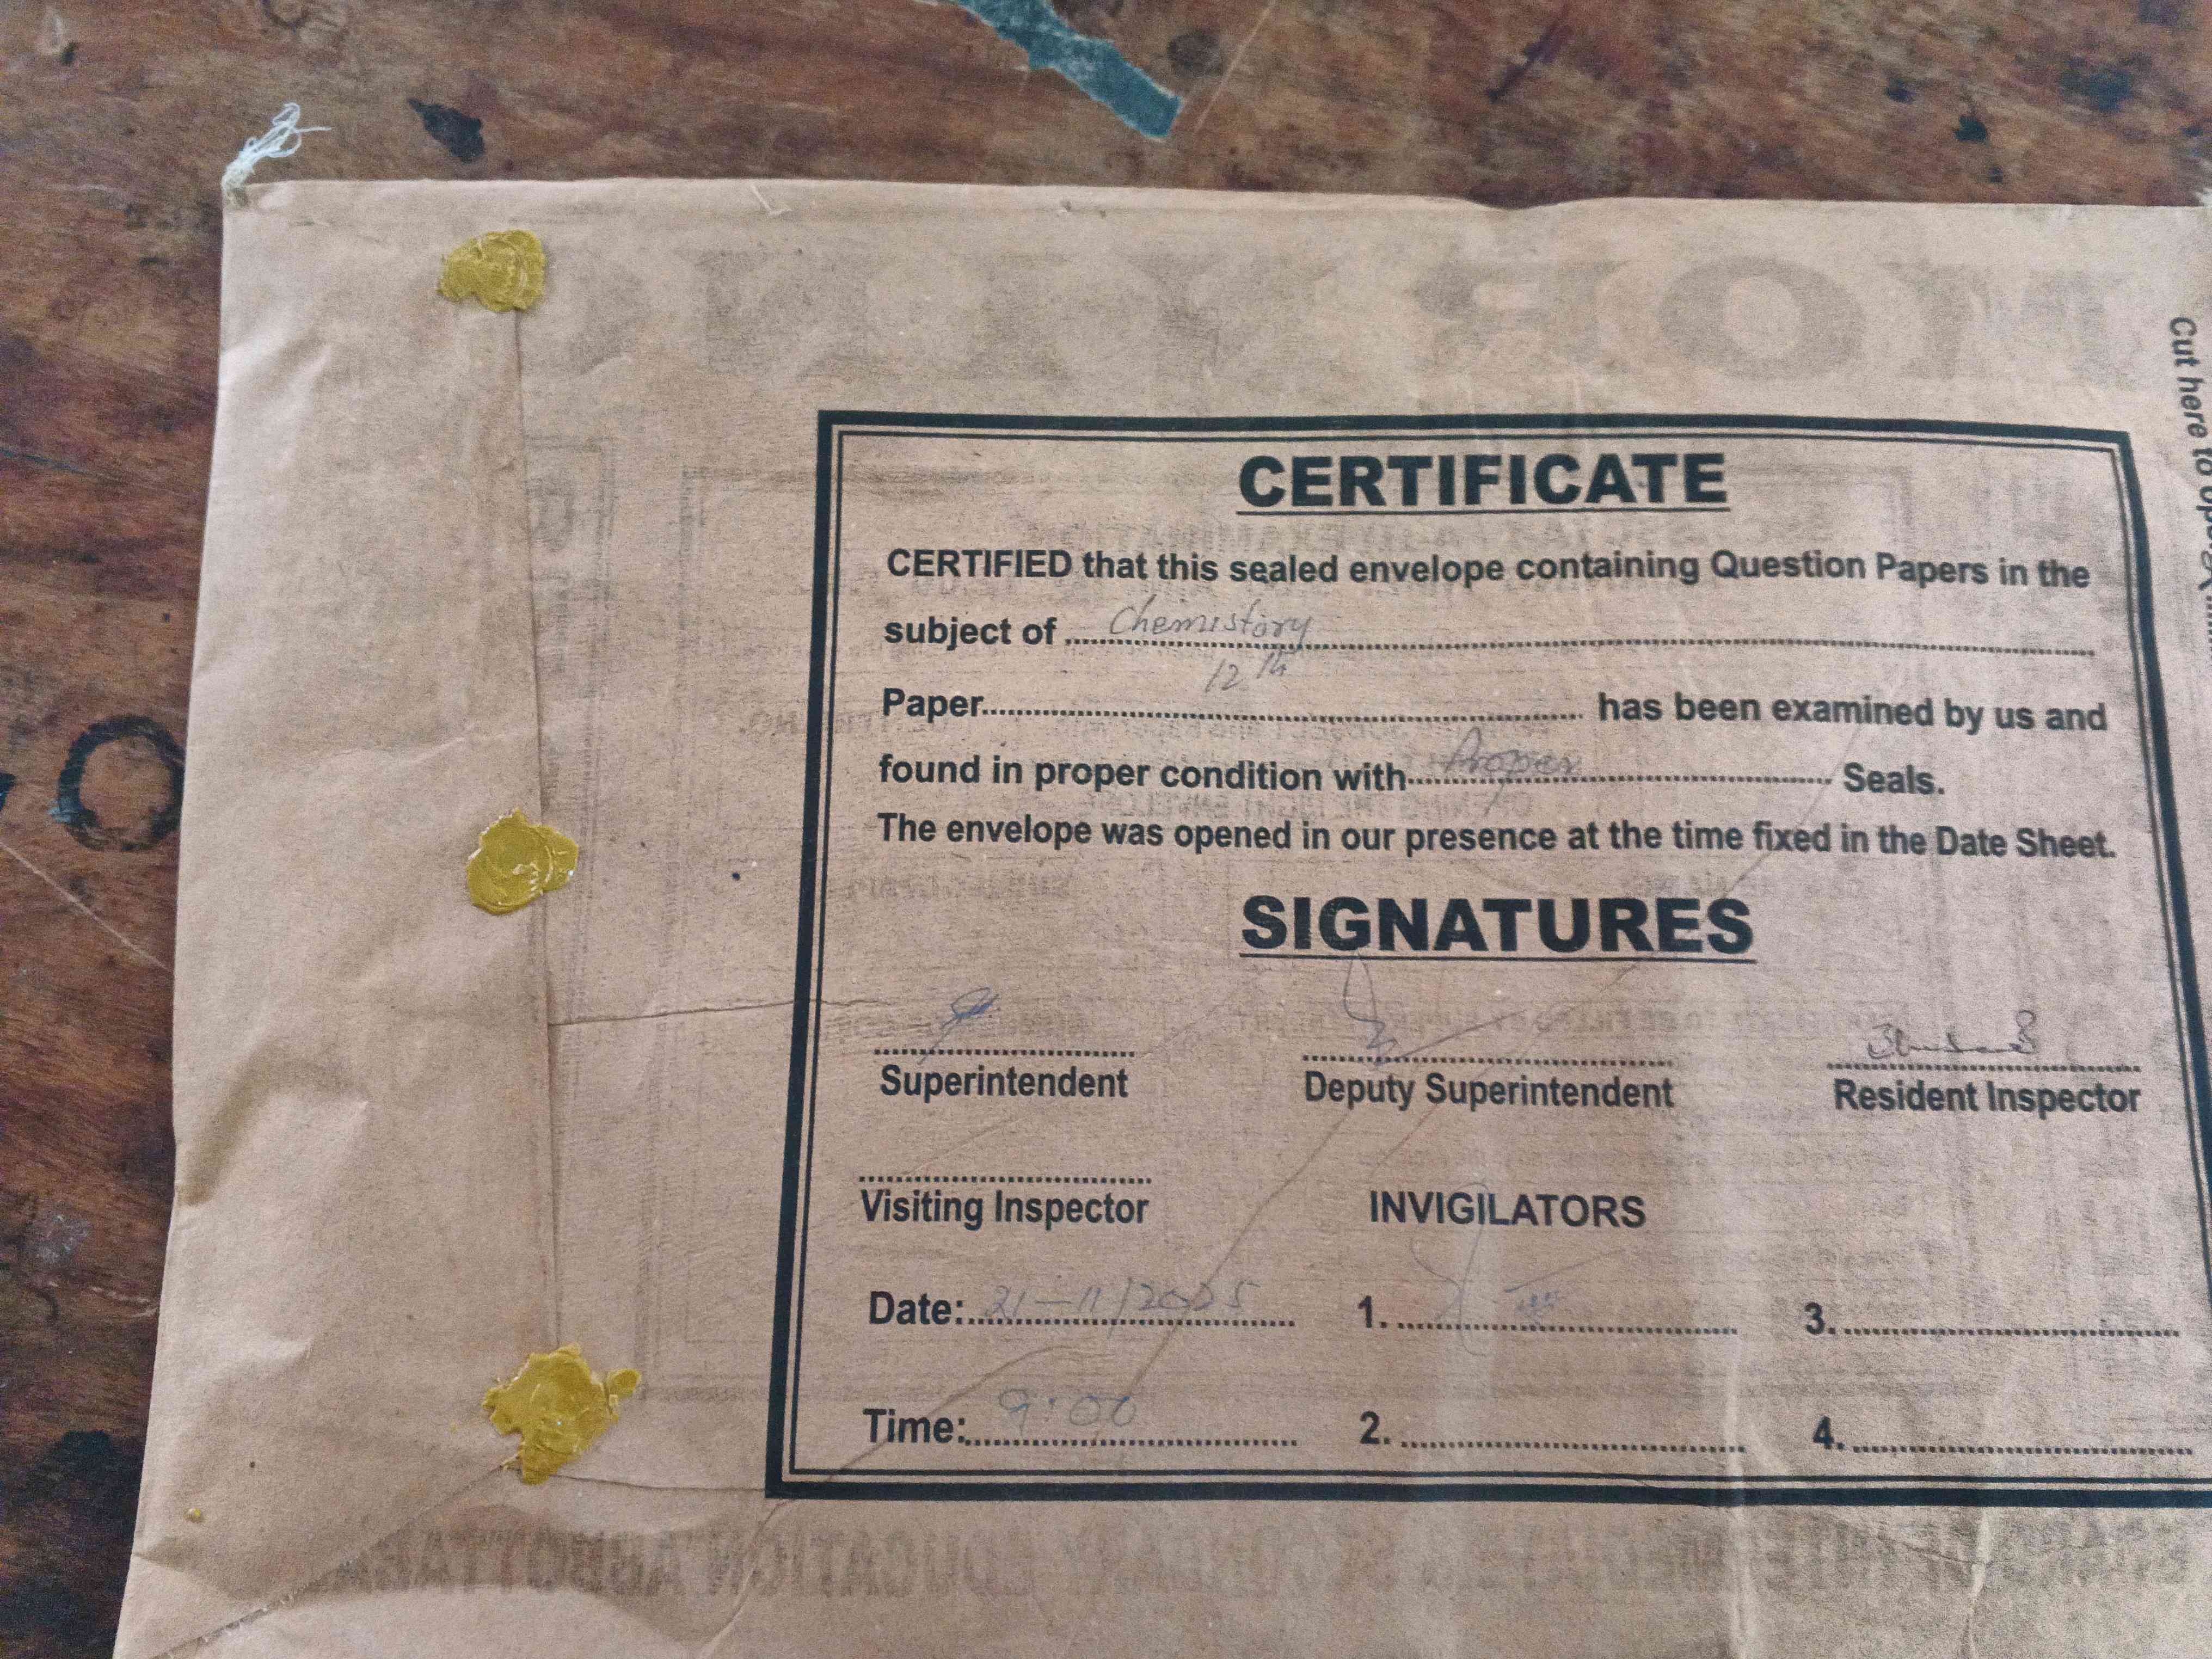 Cut here to open
CERTIFICATE
CERTIFIED that this sealed envelope containing Question Papers in the
subject of Chemistory
12th
Paper has been examined by us and
found in proper condition with Proper Seals.
The envelope was opened in our presence at the time fixed in the Date Sheet.
SIGNATURES
Superintendent Deputy Superintendent Resident Inspector
Visiting Inspector INVIGILATORS
Date: 21-11/2025 1. 3.
Time: 9:00 2. 4.